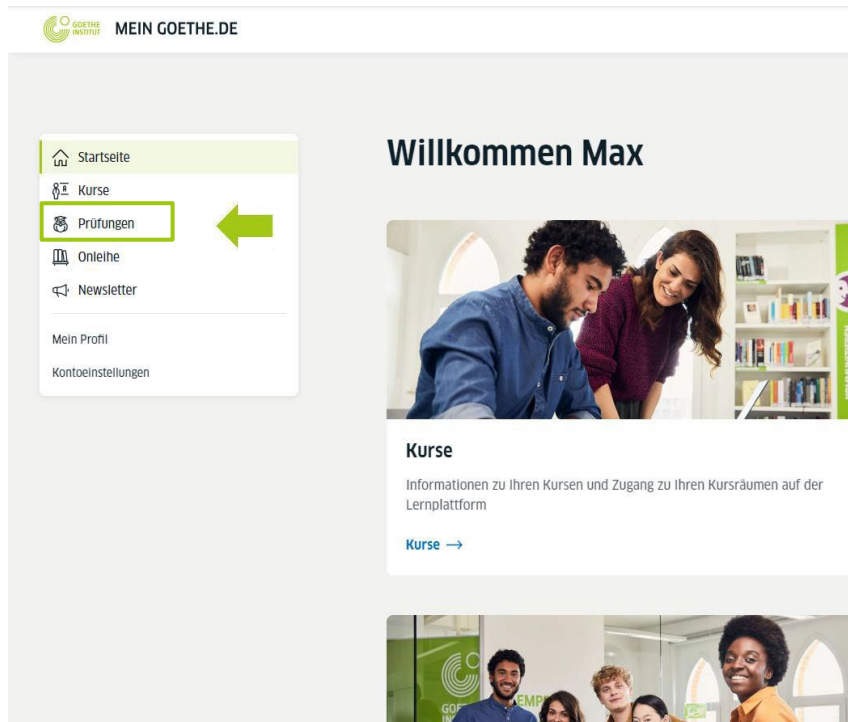 GOETHE
INSTITUT
MEIN GOETHE.DE
Startseite
Kurse
Prüfungen
Onleihe
Newsletter
Mein Profil
Kontoeinstellungen
Willkommen Max
Kurse
Informationen zu Ihren Kursen und Zugang zu Ihren Kursräumen auf der
Lernplattform
Kurse →